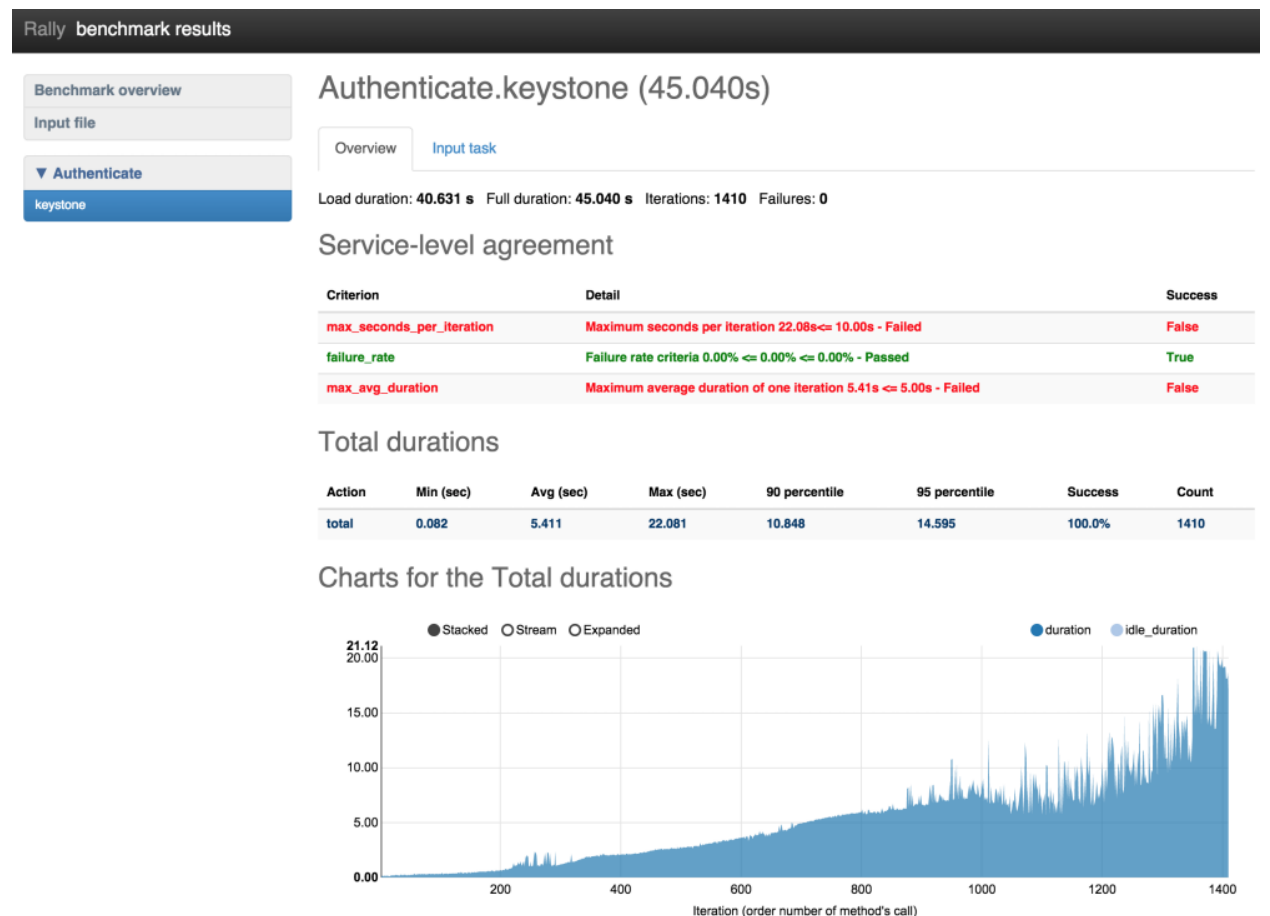 Rally benchmark results
Benchmark overview
Input file
▼ Authenticate
keystone
Authenticate.keystone (45.040s)
Overview Input task
Load duration: 40.631 s Full duration: 45.040 s Iterations: 1410 Failures: 0
Service-level agreement
Criterion Detail Success
max_seconds_per_iteration Maximum seconds per iteration 22.08s<= 10.00s - Failed False
failure_rate Failure rate criteria 0.00% <= 0.00% <= 0.00% - Passed True
max_avg_duration Maximum average duration of one iteration 5.41s <= 5.00s - Failed False
Total durations
Action Min (sec) Avg (sec) Max (sec) 90 percentile 95 percentile Success Count
total 0.082 5.411 22.081 10.848 14.595 100.0% 1410
Charts for the Total durations
Stacked Stream Expanded duration idle_duration
21.12
20.00
15.00
10.00
5.00
0.00
200 400 600 800 1000 1200 1400
Iteration (order number of method's call)